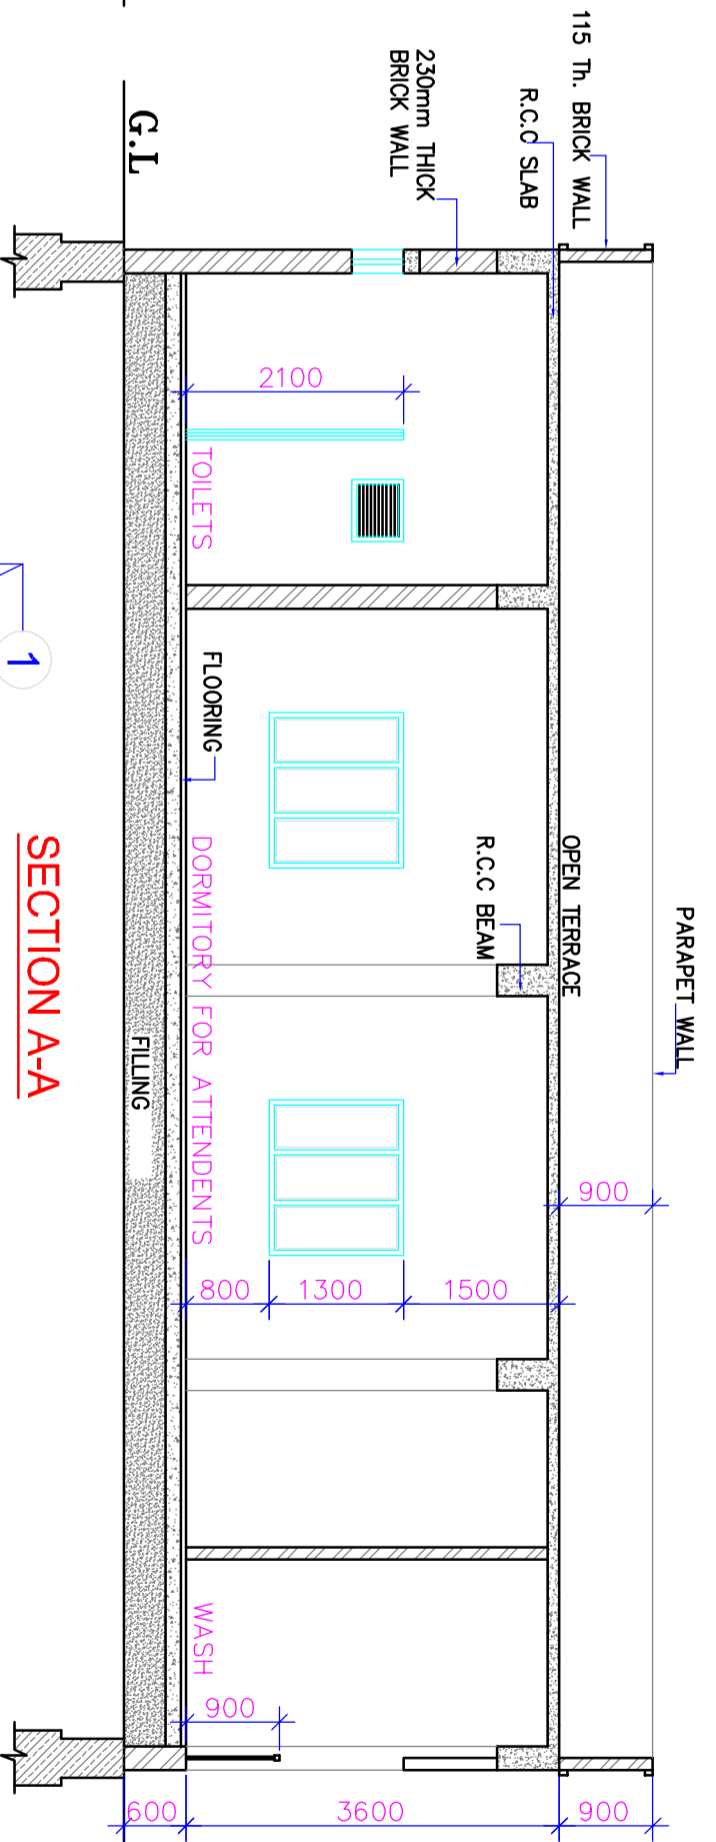 PARAPET WALL
115 Th. BRICK WALL
R.C.C SLAB
OPEN TERRACE
900
900
230mm THICK
BRICK WALL
R.C.C BEAM
1500
2100
1300
3600
800
900
FLOORING
TOILETS
DORMITORY FOR ATTENDENTS
WASH
G.L
FILLING
600
SECTION A-A
1